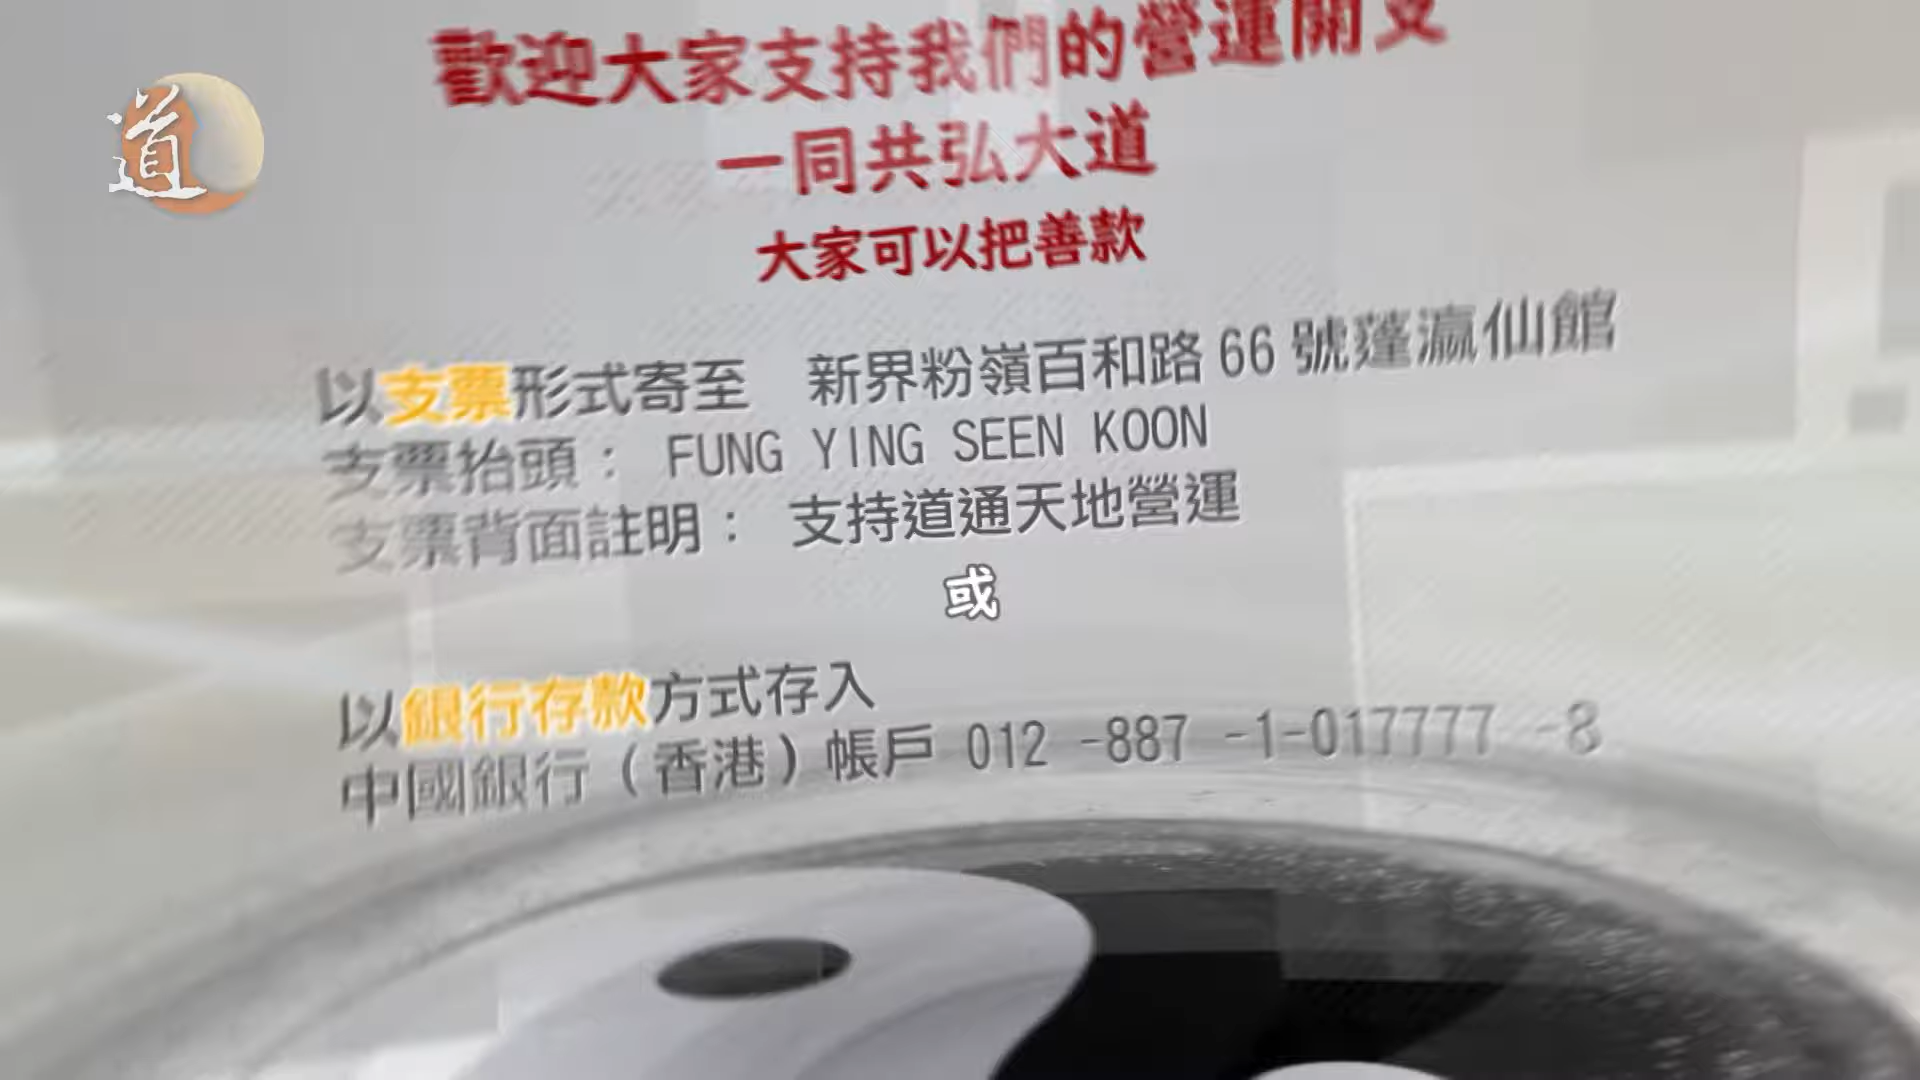 道
歡迎大家支持我們的營運開支
一同共弘大道
大家可以把善款
以支票形式寄至 新界粉嶺百和路 66 號蓬瀛仙館
支票抬頭： FUNG YING SEEN KOON
支票背面註明： 支持道通天地營運
或
以銀行存款方式存入
中國銀行（香港）帳戶 012 -887 -1-017777 -8